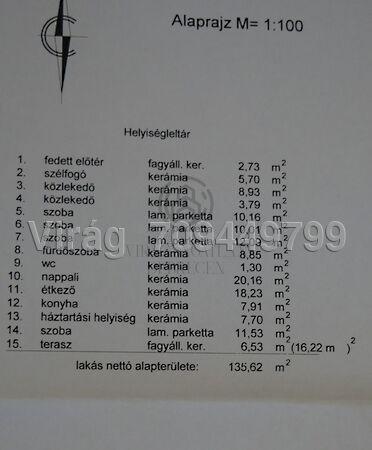 Alaprajz M= 1:100
Helyiségleltár
1. fedett előtér fagyáll. ker. 2,73 m2
2. szélfogó kerámia 5,70 m2
3. közlekedő kerámia 8,93 m2
4. közlekedő kerámia 3,79 m2
5. szoba lam. parketta 10,16 m2
6. szoba lam. parketta 10,01 m2
7. szoba lam. parketta 12,09 m2
Virág 709449799
8. fürdőszoba kerámia 8,85 m2
9. wc kerámia 1,30 m2
10. nappali kerámia 20,16 m2
11. étkező kerámia 18,23 m2
12. konyha kerámia 7,91 m2
13. háztartási helyiség kerámia 7,70 m2
14. szoba lam. parketta 11,53 m2
15. terasz fagyáll. ker. 6,53 m2 (16,22 m )2
lakás nettó alapterülete: 135,62 m2